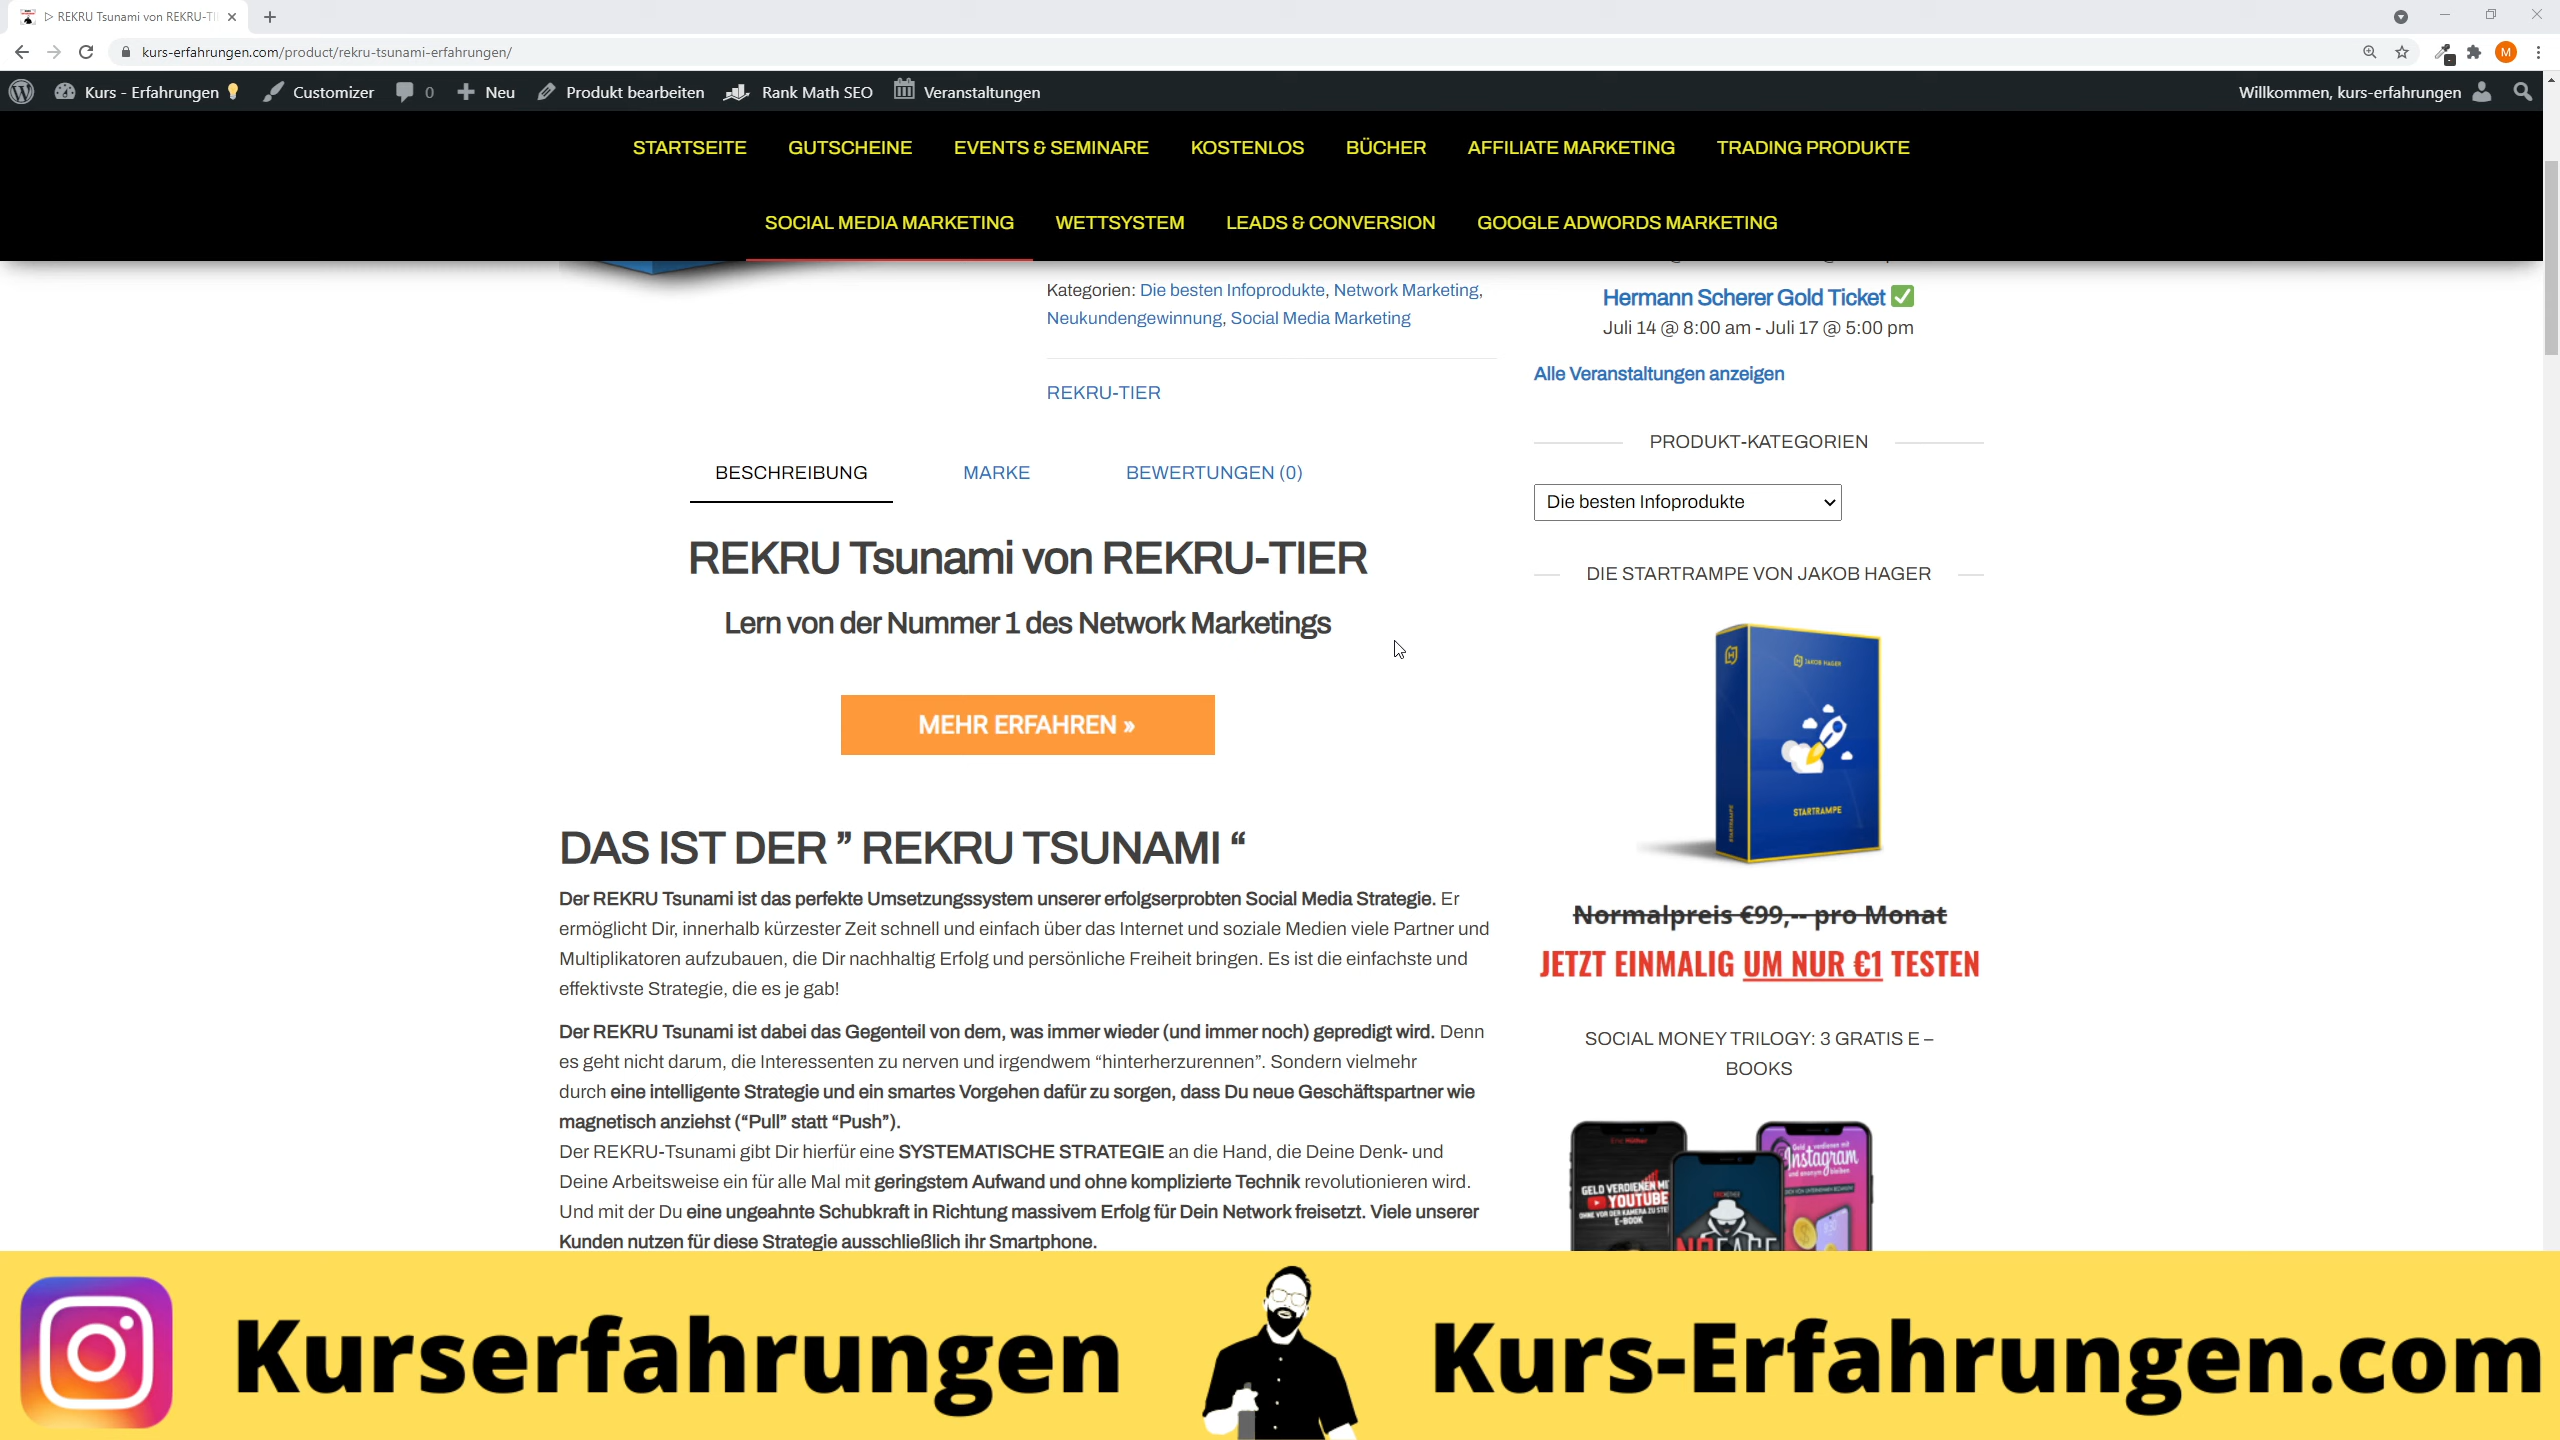 ▷ REKRU Tsunami von REKRU-TI
kurs-erfahrungen.com/product/rekru-tsunami-erfahrungen/
M
Kurs - Erfahrungen
Customizer
0
Neu
Produkt bearbeiten
Rank Math SEO
Veranstaltungen
Willkommen, kurs-erfahrungen
STARTSEITE GUTSCHEINE EVENTS & SEMINARE KOSTENLOS BÜCHER AFFILIATE MARKETING TRADING PRODUKTE
SOCIAL MEDIA MARKETING WETTSYSTEM LEADS & CONVERSION GOOGLE ADWORDS MARKETING
Kategorien: Die besten Infoprodukte, Network Marketing,
Neukundengewinnung, Social Media Marketing
REKRU-TIER
BESCHREIBUNG MARKE BEWERTUNGEN (0)
REKRU Tsunami von REKRU-TIER
Lern von der Nummer 1 des Network Marketings
MEHR ERFAHREN »
DAS IST DER ” REKRU TSUNAMI “
Der REKRU Tsunami ist das perfekte Umsetzungssystem unserer erfolgserprobten Social Media Strategie. Er
ermöglicht Dir, innerhalb kürzester Zeit schnell und einfach über das Internet und soziale Medien viele Partner und
Multiplikatoren aufzubauen, die Dir nachhaltig Erfolg und persönliche Freiheit bringen. Es ist die einfachste und
effektivste Strategie, die es je gab!
Der REKRU Tsunami ist dabei das Gegenteil von dem, was immer wieder (und immer noch) gepredigt wird. Denn
es geht nicht darum, die Interessenten zu nerven und irgendwem “hinterherzurennen”. Sondern vielmehr
durch eine intelligente Strategie und ein smartes Vorgehen dafür zu sorgen, dass Du neue Geschäftspartner wie
magnetisch anziehst (“Pull” statt “Push”).
Der REKRU-Tsunami gibt Dir hierfür eine SYSTEMATISCHE STRATEGIE an die Hand, die Deine Denk- und
Deine Arbeitsweise ein für alle Mal mit geringstem Aufwand und ohne komplizierte Technik revolutionieren wird.
Und mit der Du eine ungeahnte Schubkraft in Richtung massivem Erfolg für Dein Network freisetzt. Viele unserer
Kunden nutzen für diese Strategie ausschließlich ihr Smartphone.
Hermann Scherer Gold Ticket
Juli 14 @ 8:00 am - Juli 17 @ 5:00 pm
Alle Veranstaltungen anzeigen
PRODUKT-KATEGORIEN
Die besten Infoprodukte
DIE STARTRAMPE VON JAKOB HAGER
JAKOB HAGER
STARTRAMPE
STARTRAMPE
Normalpreis €99,-- pro Monat
JETZT EINMALIG UM NUR €1 TESTEN
SOCIAL MONEY TRILOGY: 3 GRATIS E –
BOOKS
GELD VERDIENEN MIT
YOUTUBE
E-BOOK
Geld verdienen mit
Instagram
Kurserfahrungen
Kurs-Erfahrungen.com